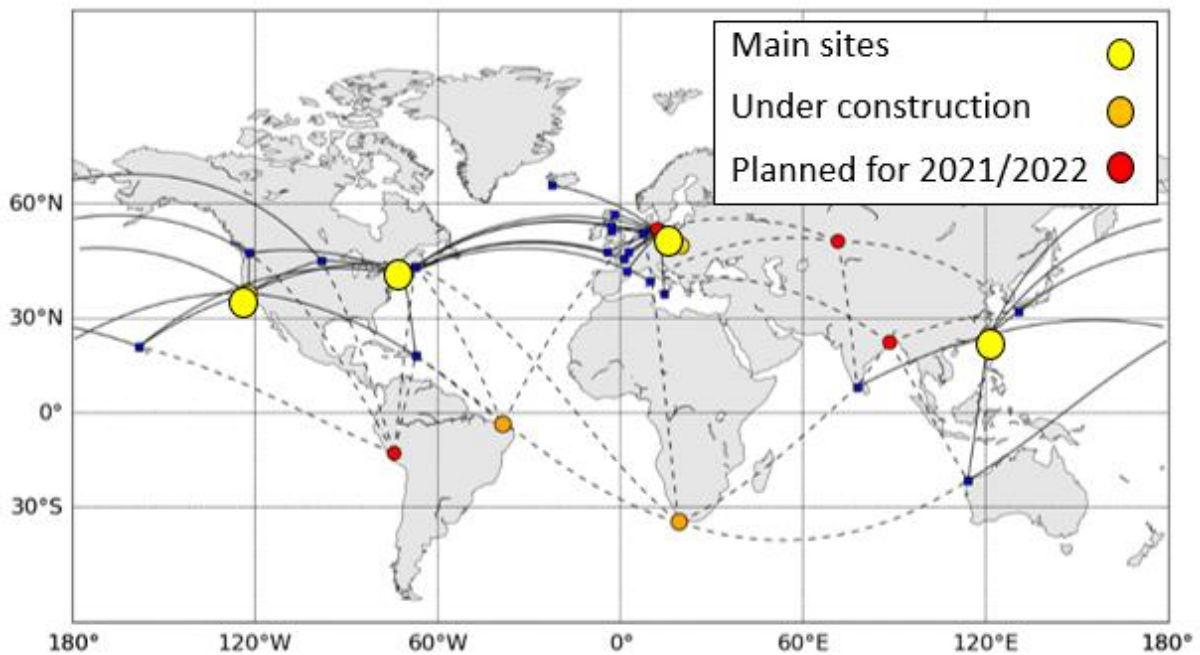 Main sites
Under construction
Planned for 2021/2022
60°N
30°N
0°
30°S
180° 120°W 60°W 0° 60°E 120°E 180°